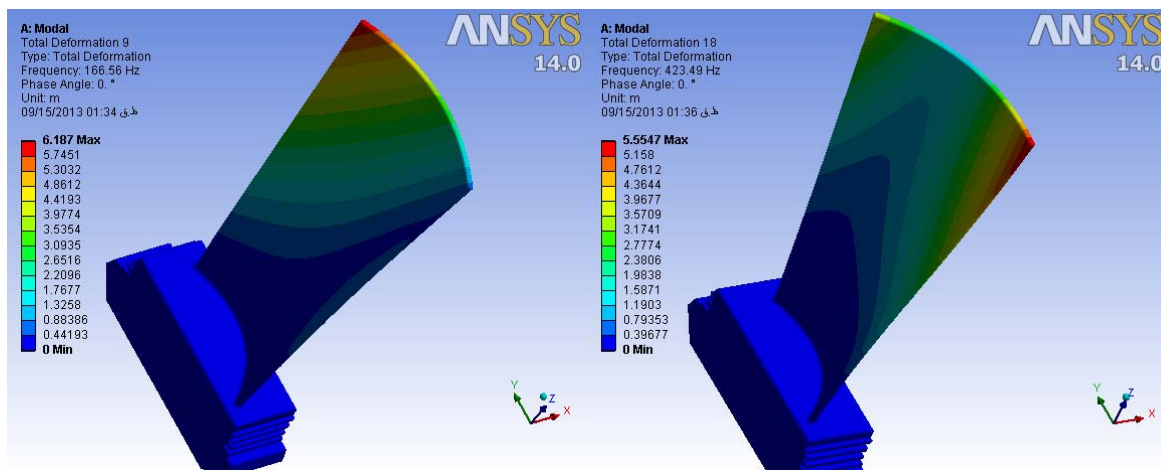 A: Modal
Total Deformation 9
Type: Total Deformation
Frequency: 166.56 Hz
Phase Angle: 0. °
Unit: m
09/15/2013 01:34 ظ.ق
6.187 Max
5.7451
5.3032
4.8612
4.4193
3.9774
3.5354
3.0935
2.6516
2.2096
1.7677
1.3258
0.88386
0.44193
0 Min
ANSYS
14.0
Y
Z
X
A: Modal
Total Deformation 18
Type: Total Deformation
Frequency: 423.49 Hz
Phase Angle: 0. °
Unit: m
09/15/2013 01:36 ظ.ق
5.5547 Max
5.158
4.7612
4.3644
3.9677
3.5709
3.1741
2.7774
2.3806
1.9838
1.5871
1.1903
0.79353
0.39677
0 Min
ANSYS
14.0
Y
Z
X